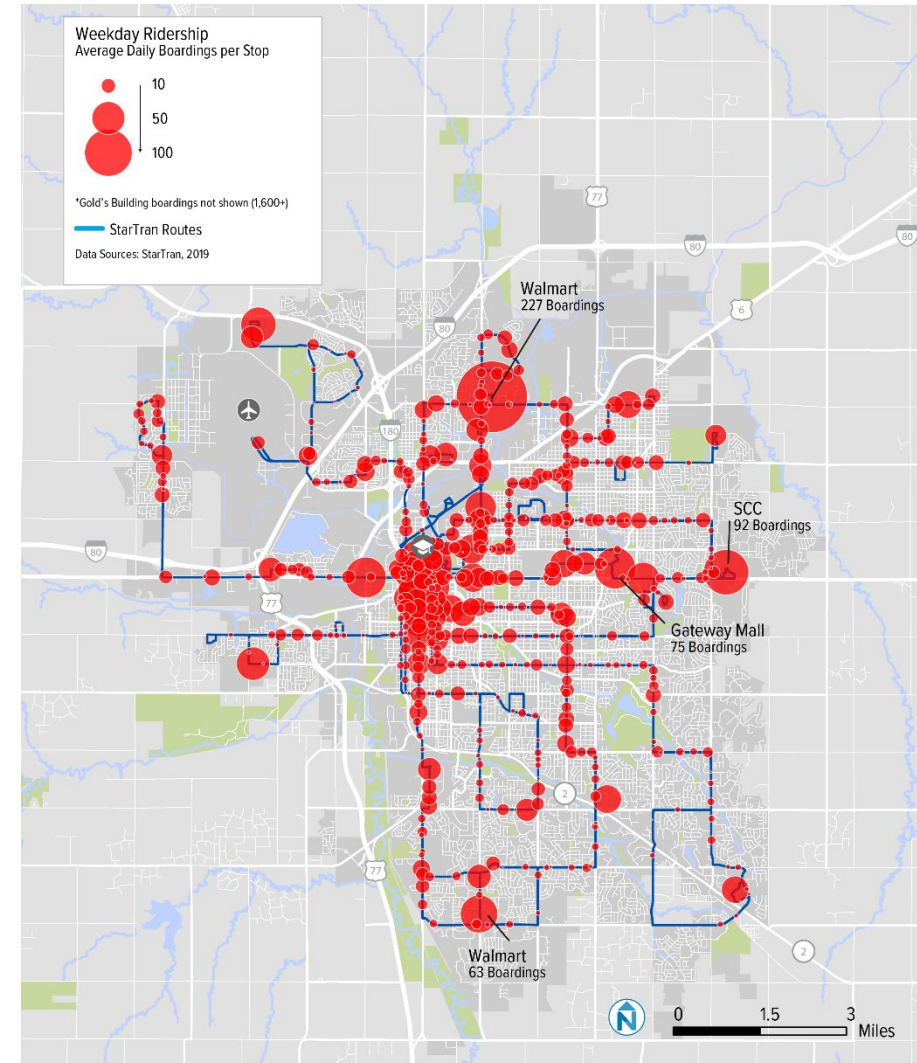 Weekday Ridership
Average Daily Boardings per Stop
10
50
100
*Gold's Building boardings not shown (1,600+)
StarTran Routes
Data Sources: StarTran, 2019
77
80
80
6
Walmart
227 Boardings
80
180
SCC
92 Boardings
80
77
Gateway Mall
75 Boardings
2
77
2
Walmart
63 Boardings
N
0 1.5 3
Miles